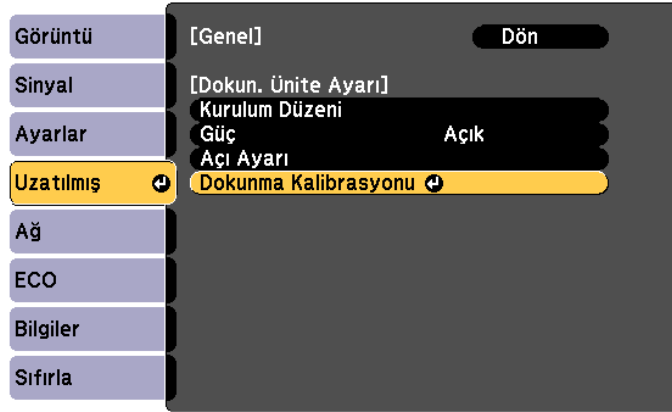 Görüntü
Sinyal
Ayarlar
Uzatılmış
Ağ
ECO
Bilgiler
Sıfırla
[Genel] Dön
[Dokun. Ünite Ayarı]
Kurulum Düzeni
Güç Açık
Açı Ayarı
Dokunma Kalibrasyonu